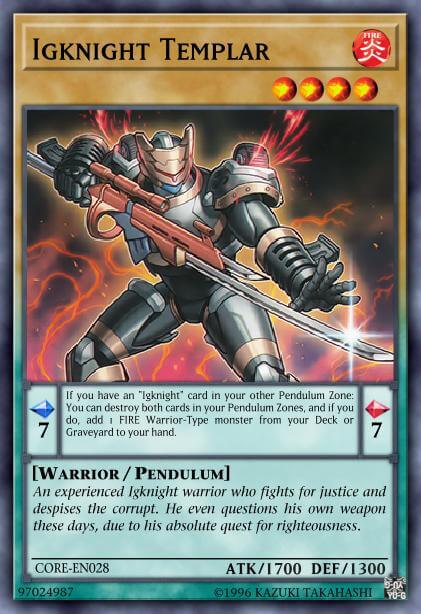 IGKNIGHT TEMPLAR
FIRE
炎
If you have an "Igknight" card in your other Pendulum Zone:
You can destroy both cards in your Pendulum Zones, and if you
do, add 1 FIRE Warrior-Type monster from your Deck or
Graveyard to your hand.
7
7
[WARRIOR / PENDULUM]
An experienced Igknight warrior who fights for justice and
despises the corrupt. He even questions his own weapon
these days, due to his absolute quest for righteousness.
CORE-EN028
ATK/1700 DEF/1300
97024987
©1996 KAZUKI TAKAHASHI